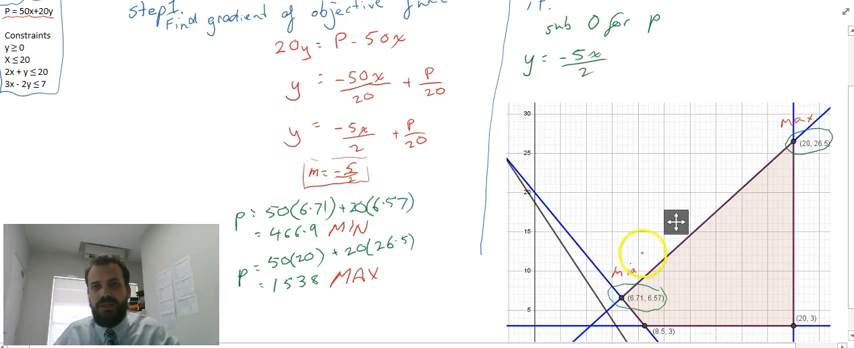 P = 50x+20y
Constraints
y ≥ 0
X ≤ 20
2x + y ≤ 20
3x - 2y ≤ 7
step 1.
Find gradient of objective func
20y = P - 50x
y = -50x/20 + P/20
y = -5x/2 + P/20
m = -5/2
P = 50(6.71) + 20(6.57)
= 466.9 MIN
P = 50(20) + 20(26.5)
= 1538 MAX
sub 0 for p
y = -5x/2
30
25
20
15
10
5
Max
(20, 26.5)
Min
(6.71, 6.57)
(8.5, 3)
(20, 3)